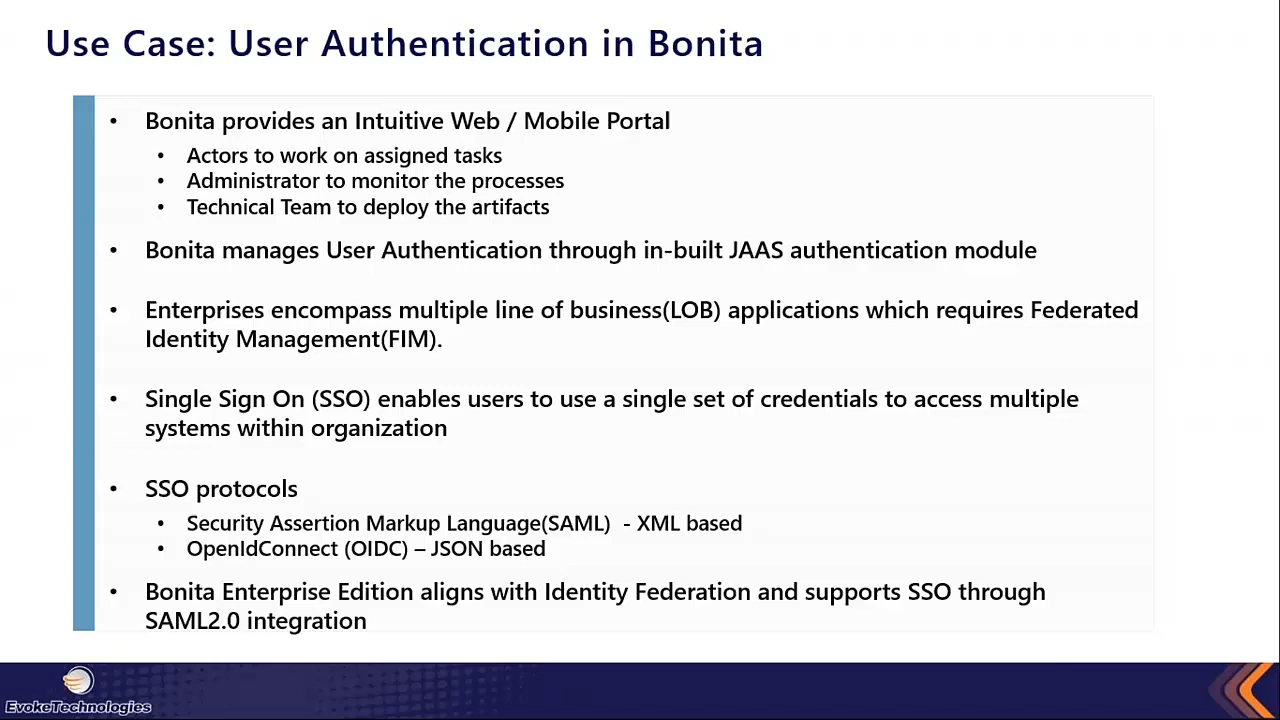 Use Case: User Authentication in Bonita
• Bonita provides an Intuitive Web / Mobile Portal
• Actors to work on assigned tasks
• Administrator to monitor the processes
• Technical Team to deploy the artifacts
• Bonita manages User Authentication through in-built JAAS authentication module
• Enterprises encompass multiple line of business(LOB) applications which requires Federated
Identity Management(FIM).
• Single Sign On (SSO) enables users to use a single set of credentials to access multiple
systems within organization
• SSO protocols
• Security Assertion Markup Language(SAML) - XML based
• OpenIdConnect (OIDC) – JSON based
• Bonita Enterprise Edition aligns with Identity Federation and supports SSO through
SAML2.0 integration
EvokeTechnologies